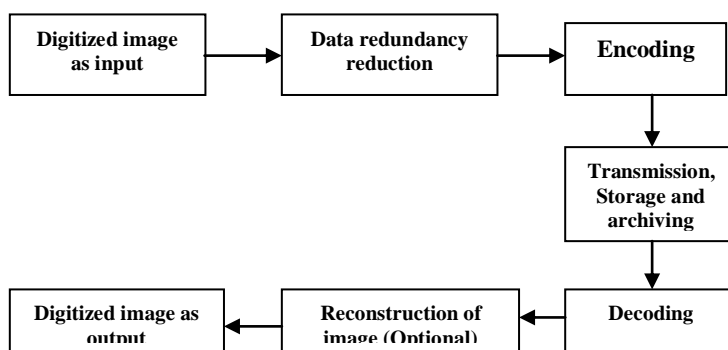 Digitized image
as input
Data redundancy
reduction
Encoding
Transmission,
Storage and
archiving
Decoding
Reconstruction of
image (Optional)
Digitized image as
output